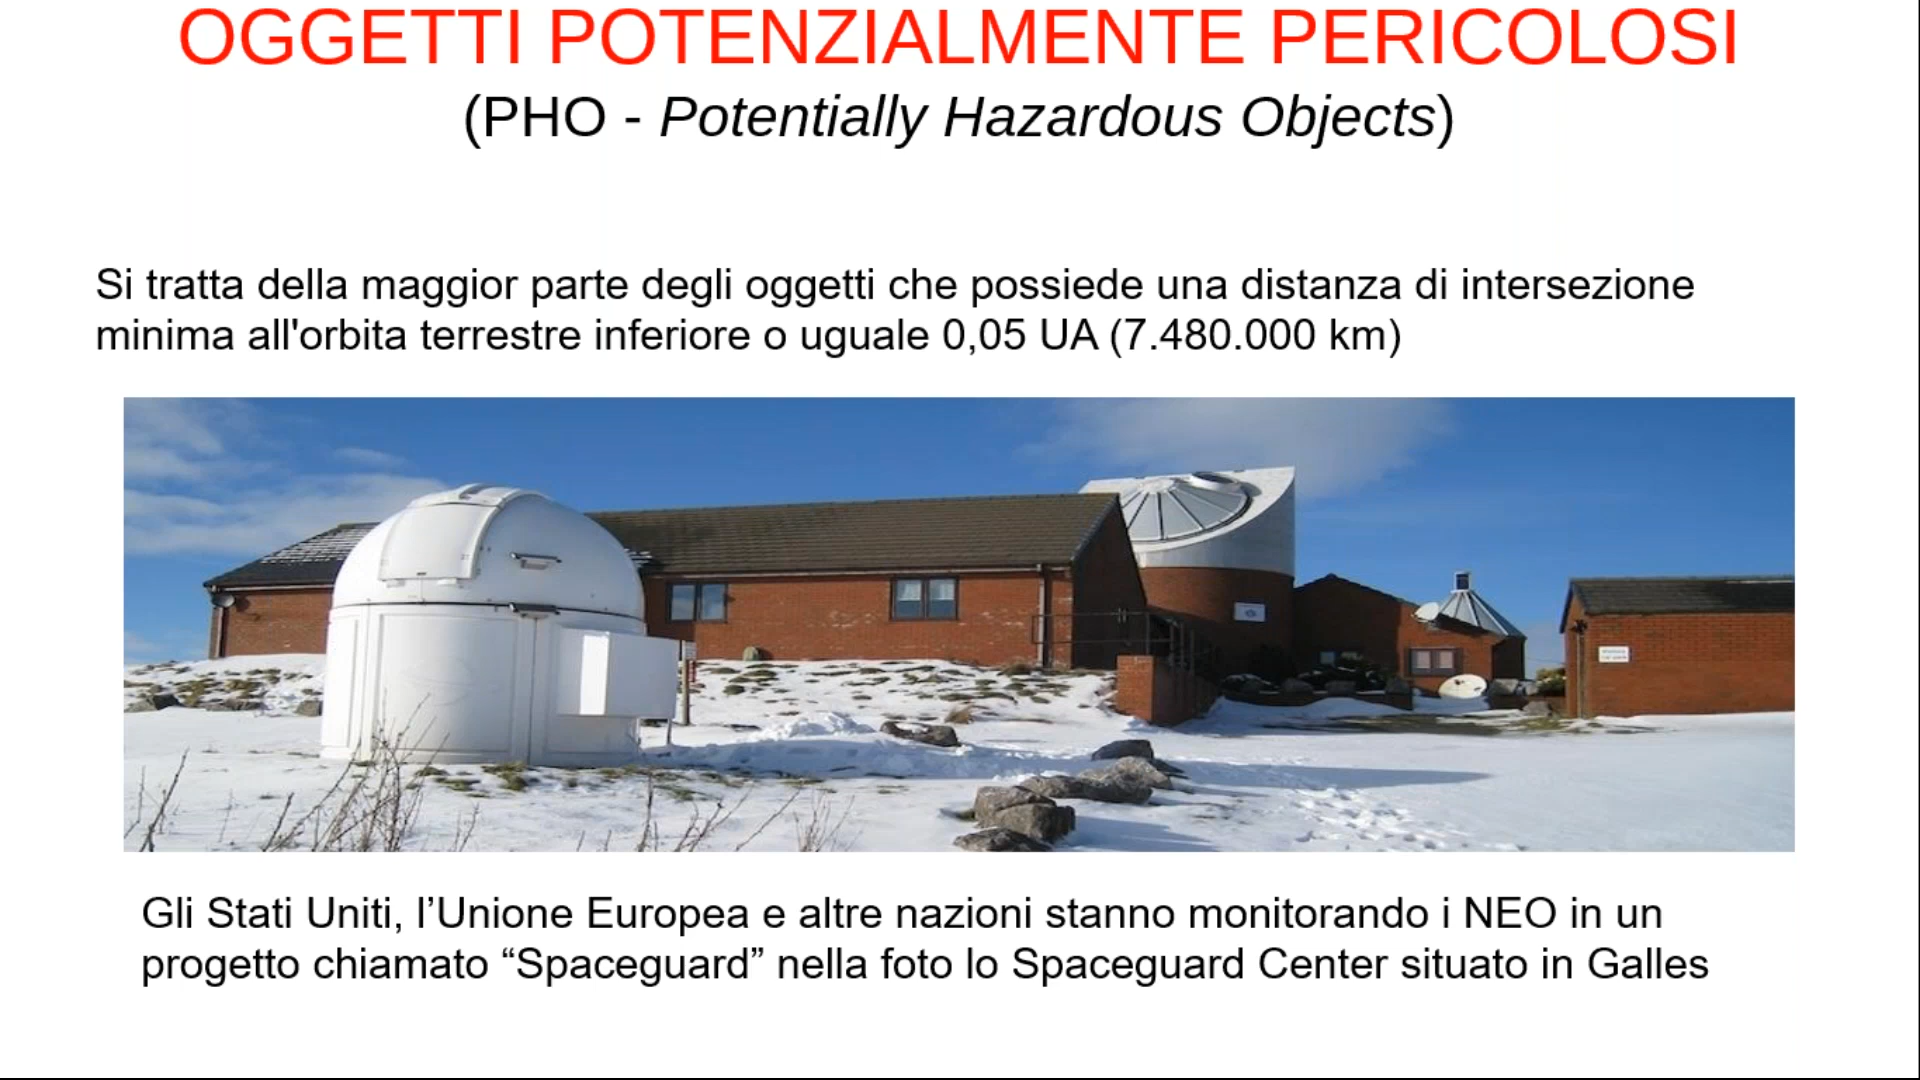 OGGETTI POTENZIALMENTE PERICOLOSI
(PHO - Potentially Hazardous Objects)
Si tratta della maggior parte degli oggetti che possiede una distanza di intersezione
minima all'orbita terrestre inferiore o uguale 0,05 UA (7.480.000 km)
Gli Stati Uniti, l’Unione Europea e altre nazioni stanno monitorando i NEO in un
progetto chiamato “Spaceguard” nella foto lo Spaceguard Center situato in Galles